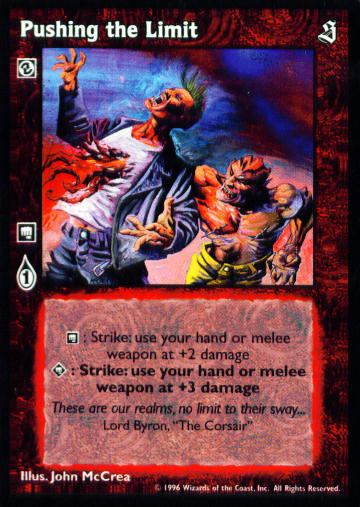 Pushing the Limit
1
: Strike: use your hand or melee
weapon at +2 damage
: Strike: use your hand or melee
weapon at +3 damage
These are our realms, no limit to their sway...
Lord Byron, "The Corsair"
Illus. John McCrea
© 1996 Wizards of the Coast, Inc. All Rights Reserved.